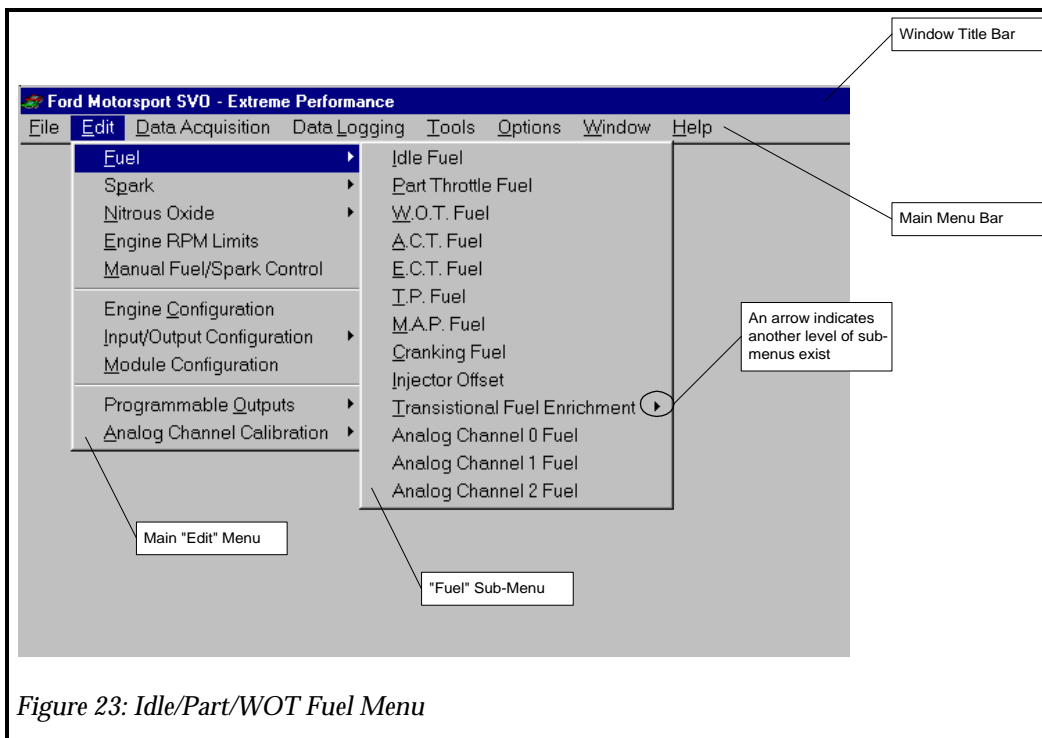 Window Title Bar
Ford Motorsport SVO - Extreme Performance
File Edit Data Acquisition Data Logging Tools Options Window Help
Main Menu Bar
Fuel
Spark
Nitrous Oxide
Engine RPM Limits
Manual Fuel/Spark Control
Engine Configuration
Input/Output Configuration
Module Configuration
Programmable Outputs
Analog Channel Calibration
Idle Fuel
Part Throttle Fuel
W.O.T. Fuel
A.C.T. Fuel
E.C.T. Fuel
T.P. Fuel
M.A.P. Fuel
Cranking Fuel
Injector Offset
Transistional Fuel Enrichment
Analog Channel 0 Fuel
Analog Channel 1 Fuel
Analog Channel 2 Fuel
An arrow indicates
another level of sub-
menus exist
Main "Edit" Menu
"Fuel" Sub-Menu
Figure 23: Idle/Part/WOT Fuel Menu